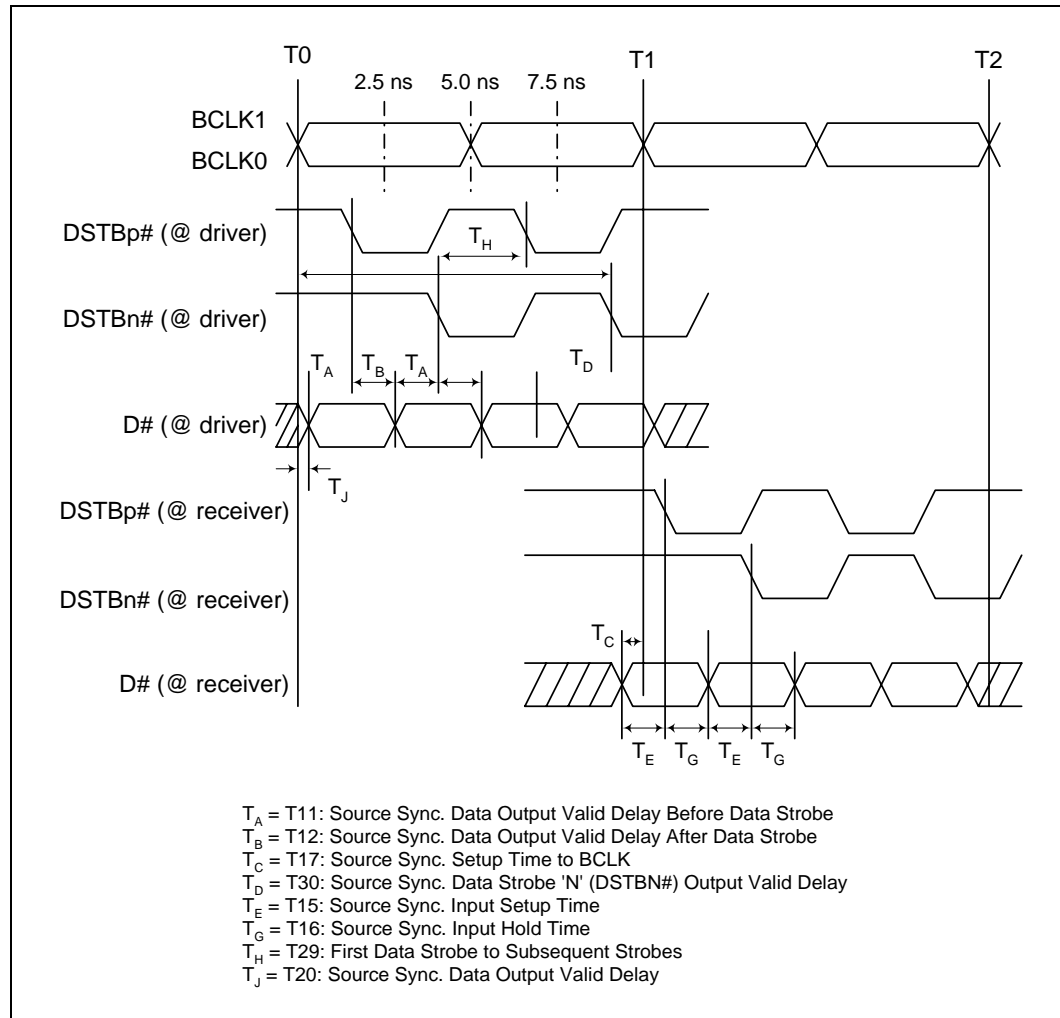 T0 T1 T2
2.5 ns 5.0 ns 7.5 ns
BCLK1
BCLK0
DSTBp# (@ driver)
TH
DSTBn# (@ driver)
TA TB TA TD
D# (@ driver)
TJ
DSTBp# (@ receiver)
DSTBn# (@ receiver)
TC
D# (@ receiver)
TE TG TE TG
TA = T11: Source Sync. Data Output Valid Delay Before Data Strobe
TB = T12: Source Sync. Data Output Valid Delay After Data Strobe
TC = T17: Source Sync. Setup Time to BCLK
TD = T30: Source Sync. Data Strobe 'N' (DSTBN#) Output Valid Delay
TE = T15: Source Sync. Input Setup Time
TG = T16: Source Sync. Input Hold Time
TH = T29: First Data Strobe to Subsequent Strobes
TJ = T20: Source Sync. Data Output Valid Delay